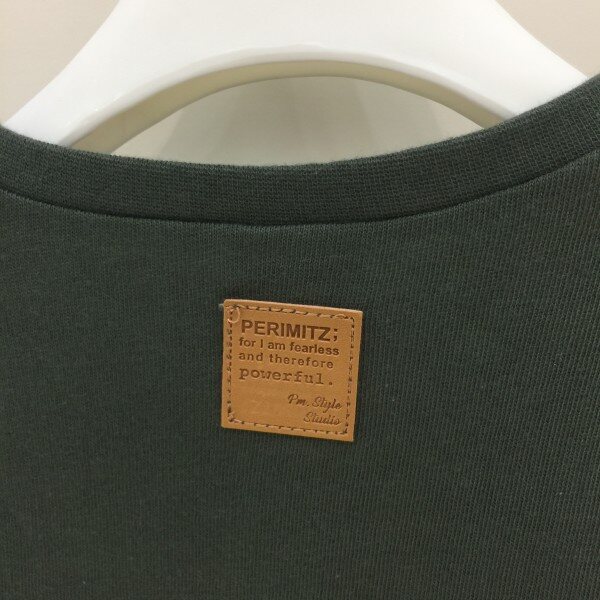 PERIMITZ;
for I am fearless
and therefore
powerful.
Pm. Style
Studio